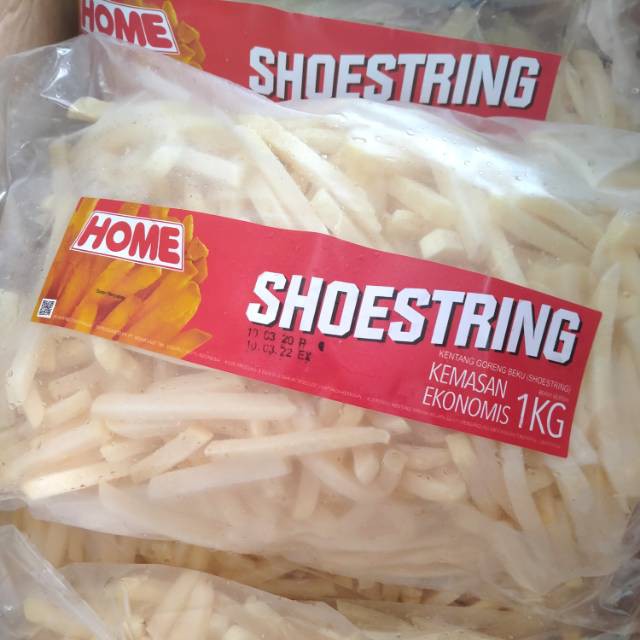 HOME
SHOESTRING
HOME
SHOESTRING
10 03 20 P
10.03.22 EX
KENTANG GORENG BEKU (SHOESTRING)
KEMASAN
EKONOMIS 1KG